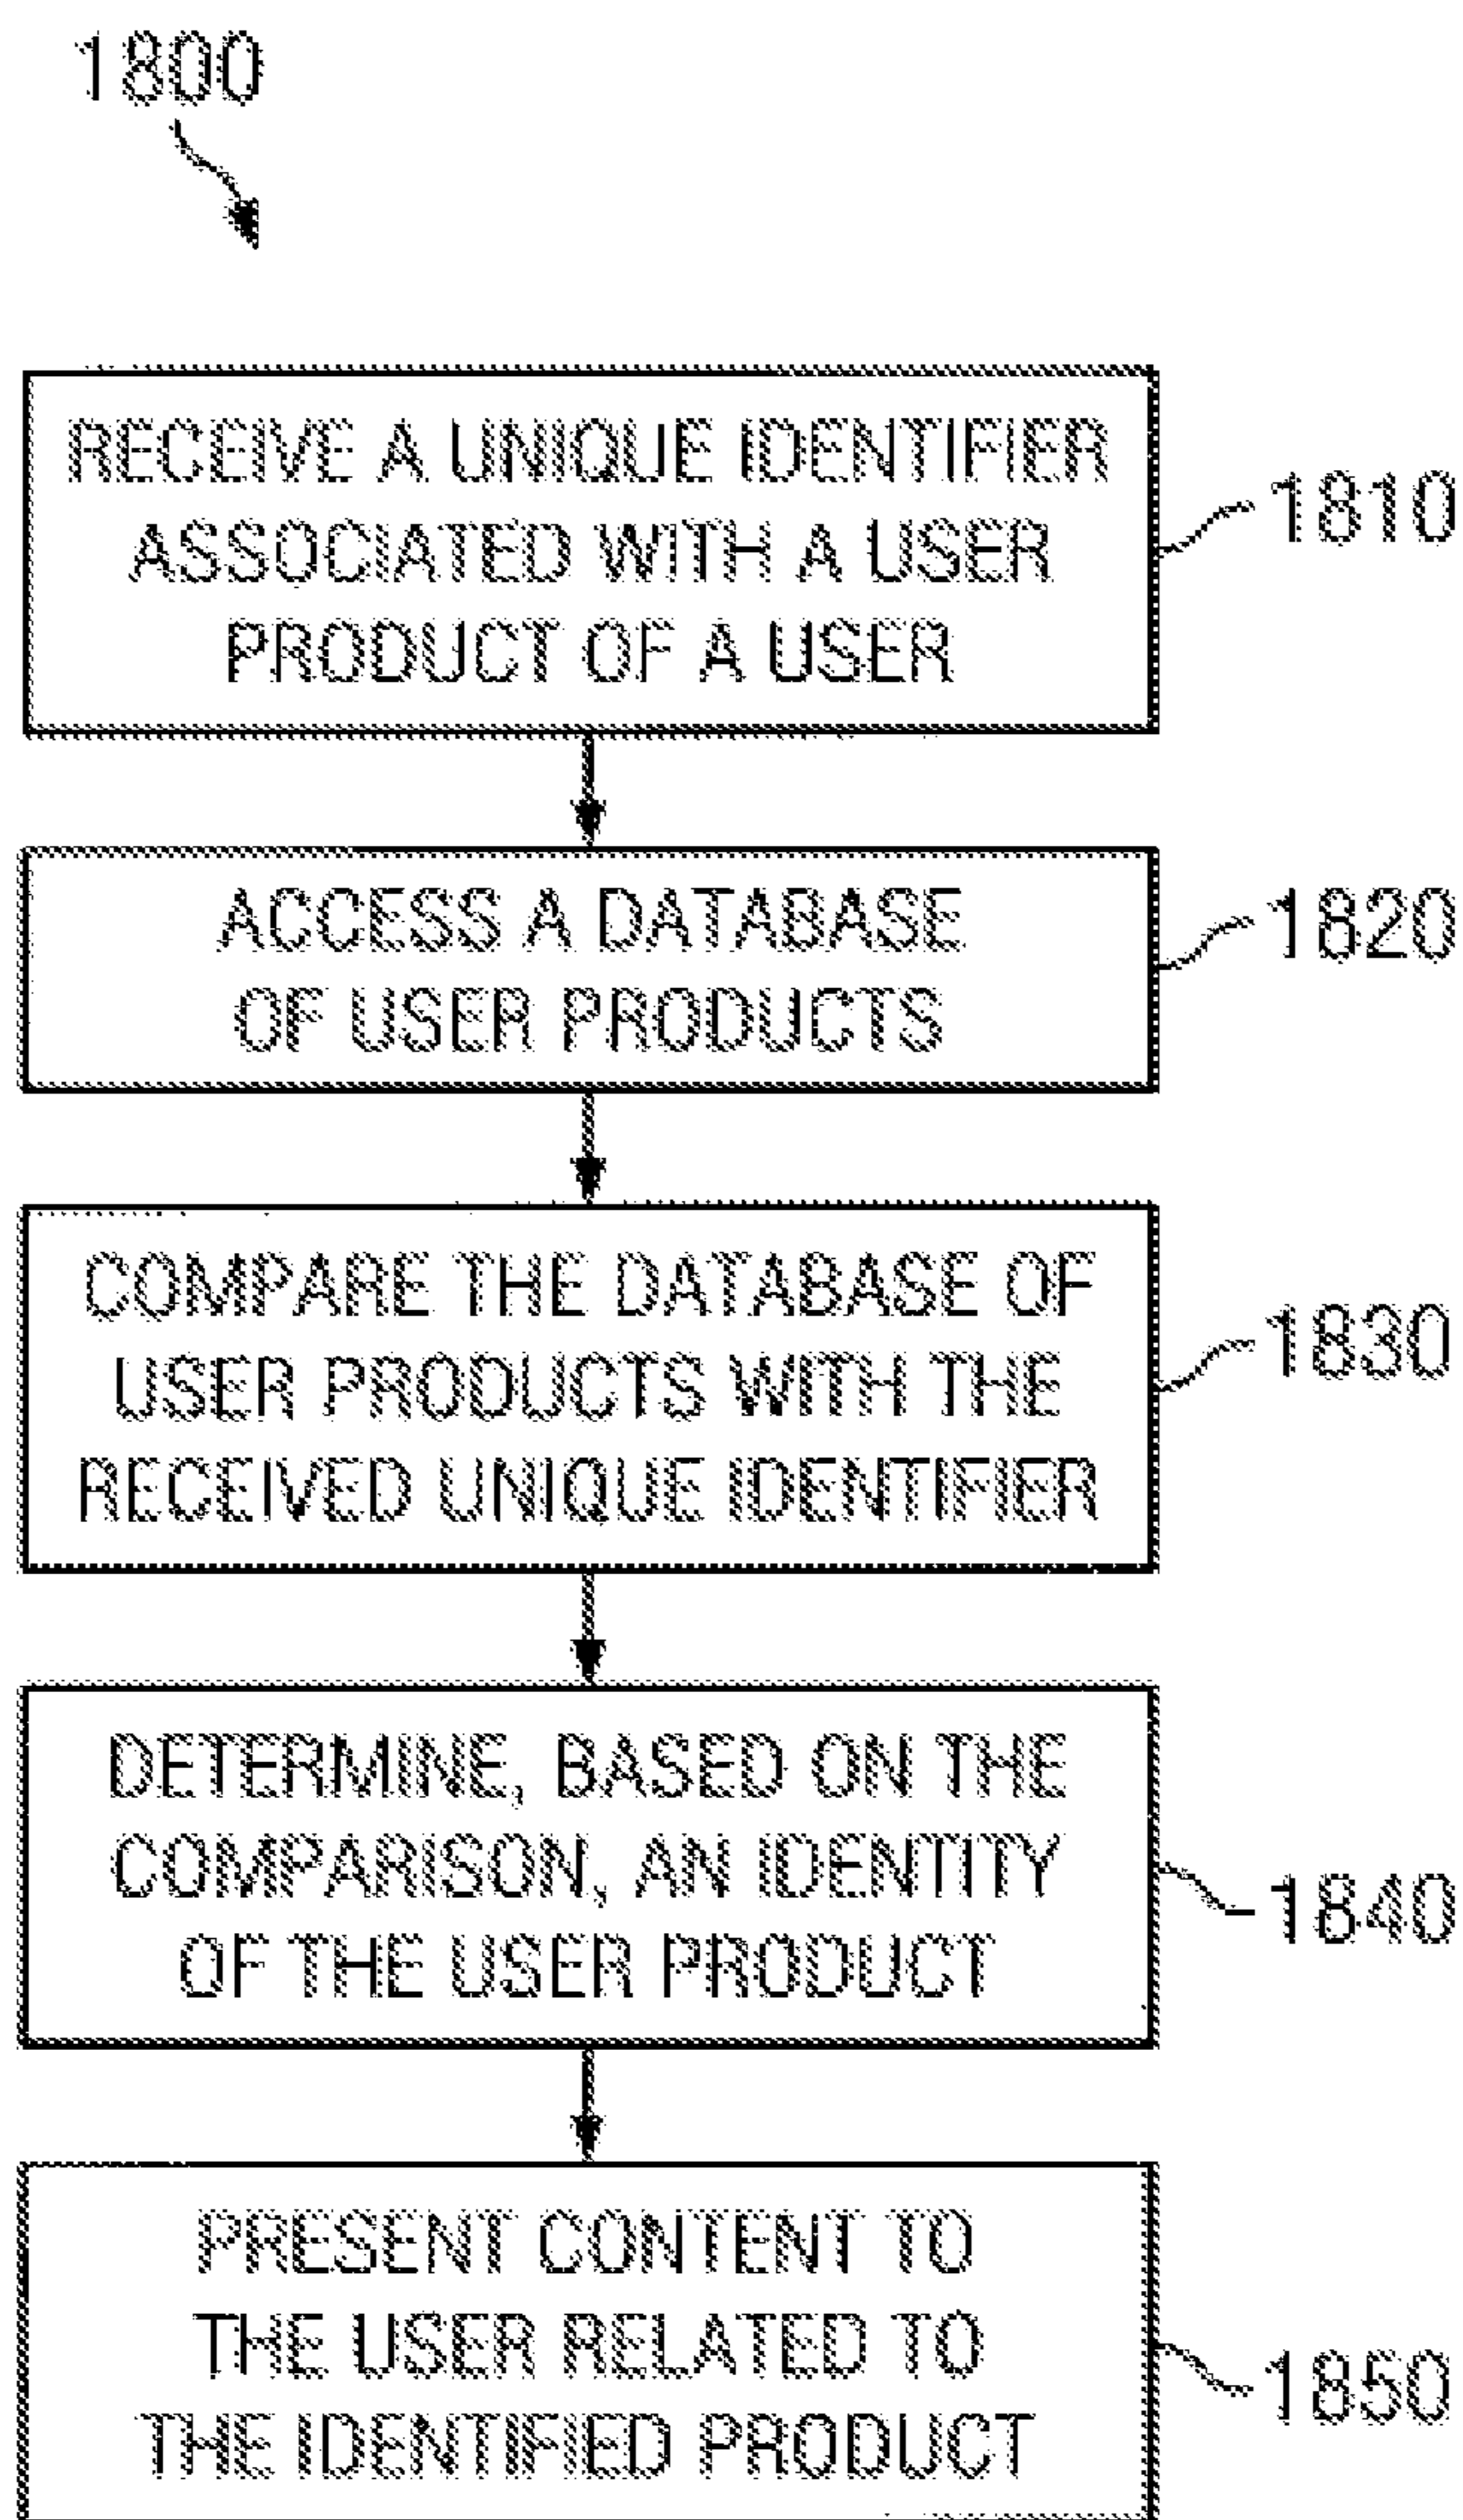 1800
RECEIVE A UNIQUE IDENTIFIER
ASSOCIATED WITH A USER
PRODUCT OF A USER
1810
ACCESS A DATABASE
OF USER PRODUCTS
1820
COMPARE THE DATABASE OF
USER PRODUCTS WITH THE
RECEIVED UNIQUE IDENTIFIER
1830
DETERMINE, BASED ON THE
COMPARISON, AN IDENTITY
OF THE USER PRODUCT
1840
PRESENT CONTENT TO
THE USER RELATED TO
THE IDENTIFIED PRODUCT
1850